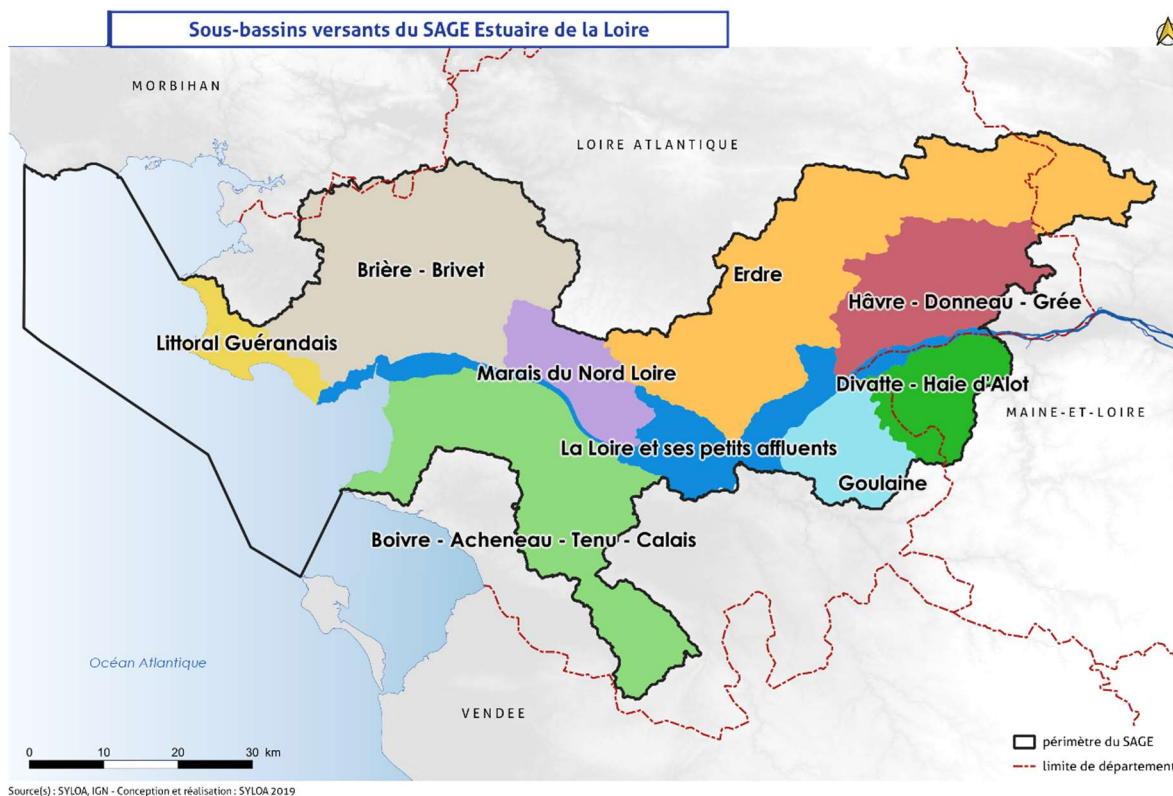 Sous-bassins versants du SAGE Estuaire de la Loire
MORBIHAN
LOIRE ATLANTIQUE
Brière - Brivet
Erdre
Hâvre - Donneau - Grée
Littoral Guérandais
Marais du Nord Loire
Divatte - Haie d'Alot
MAINE-ET-LOIRE
La Loire et ses petits affluents
Goulaine
Boivre - Acheneau - Tenu - Calais
Océan Atlantique
VENDEE
0 10 20 30 km
périmètre du SAGE
limite de département
Source(s) : SYLOA, IGN - Conception et réalisation : SYLOA 2019